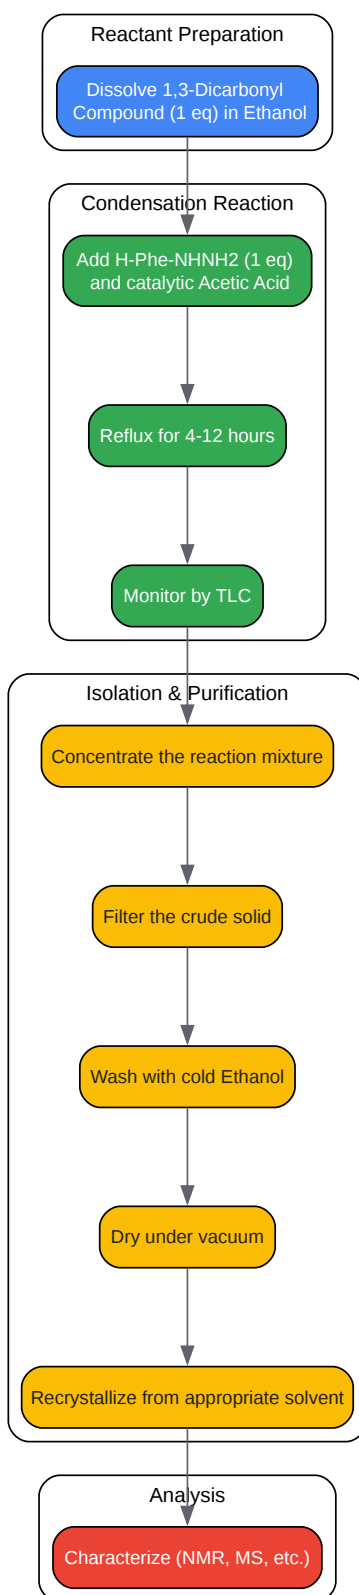 Reactant Preparation
Dissolve 1,3-Dicarbonyl
Compound (1 eq) in Ethanol
Condensation Reaction
Add H-Phe-NHNH2 (1 eq)
and catalytic Acetic Acid
Reflux for 4-12 hours
Monitor by TLC
Isolation & Purification
Concentrate the reaction mixture
Filter the crude solid
Wash with cold Ethanol
Dry under vacuum
Recrystallize from appropriate solvent
Analysis
Characterize (NMR, MS, etc.)